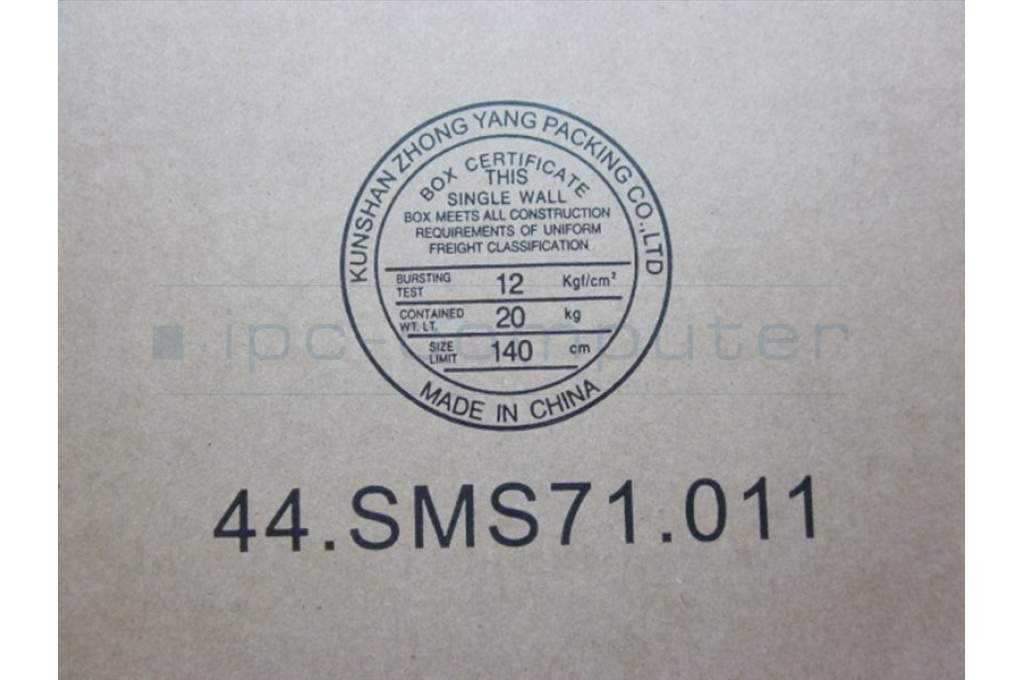 KUNSHAN ZHONG YANG PACKING CO.,LTD
BOX CERTIFICATE
THIS
SINGLE WALL
BOX MEETS ALL CONSTRUCTION
REQUIREMENTS OF UNIFORM
FREIGHT CLASSIFICATION
BURSTING TEST 12 Kgf/cm²
CONTAINED WT. LT. 20 kg
SIZE LIMIT 140 cm
MADE IN CHINA
ipc-computer
44.SMS71.011